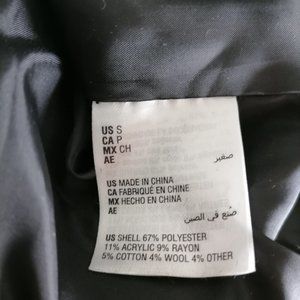 US S
CA P
MX CH
AE صغير
US MADE IN CHINA
CA FABRIQUÉ EN CHINE
MX HECHO EN CHINA
AE صنع في الصين
US SHELL 67% POLYESTER
11% ACRYLIC 9% RAYON
5% COTTON 4% WOOL 4% OTHER